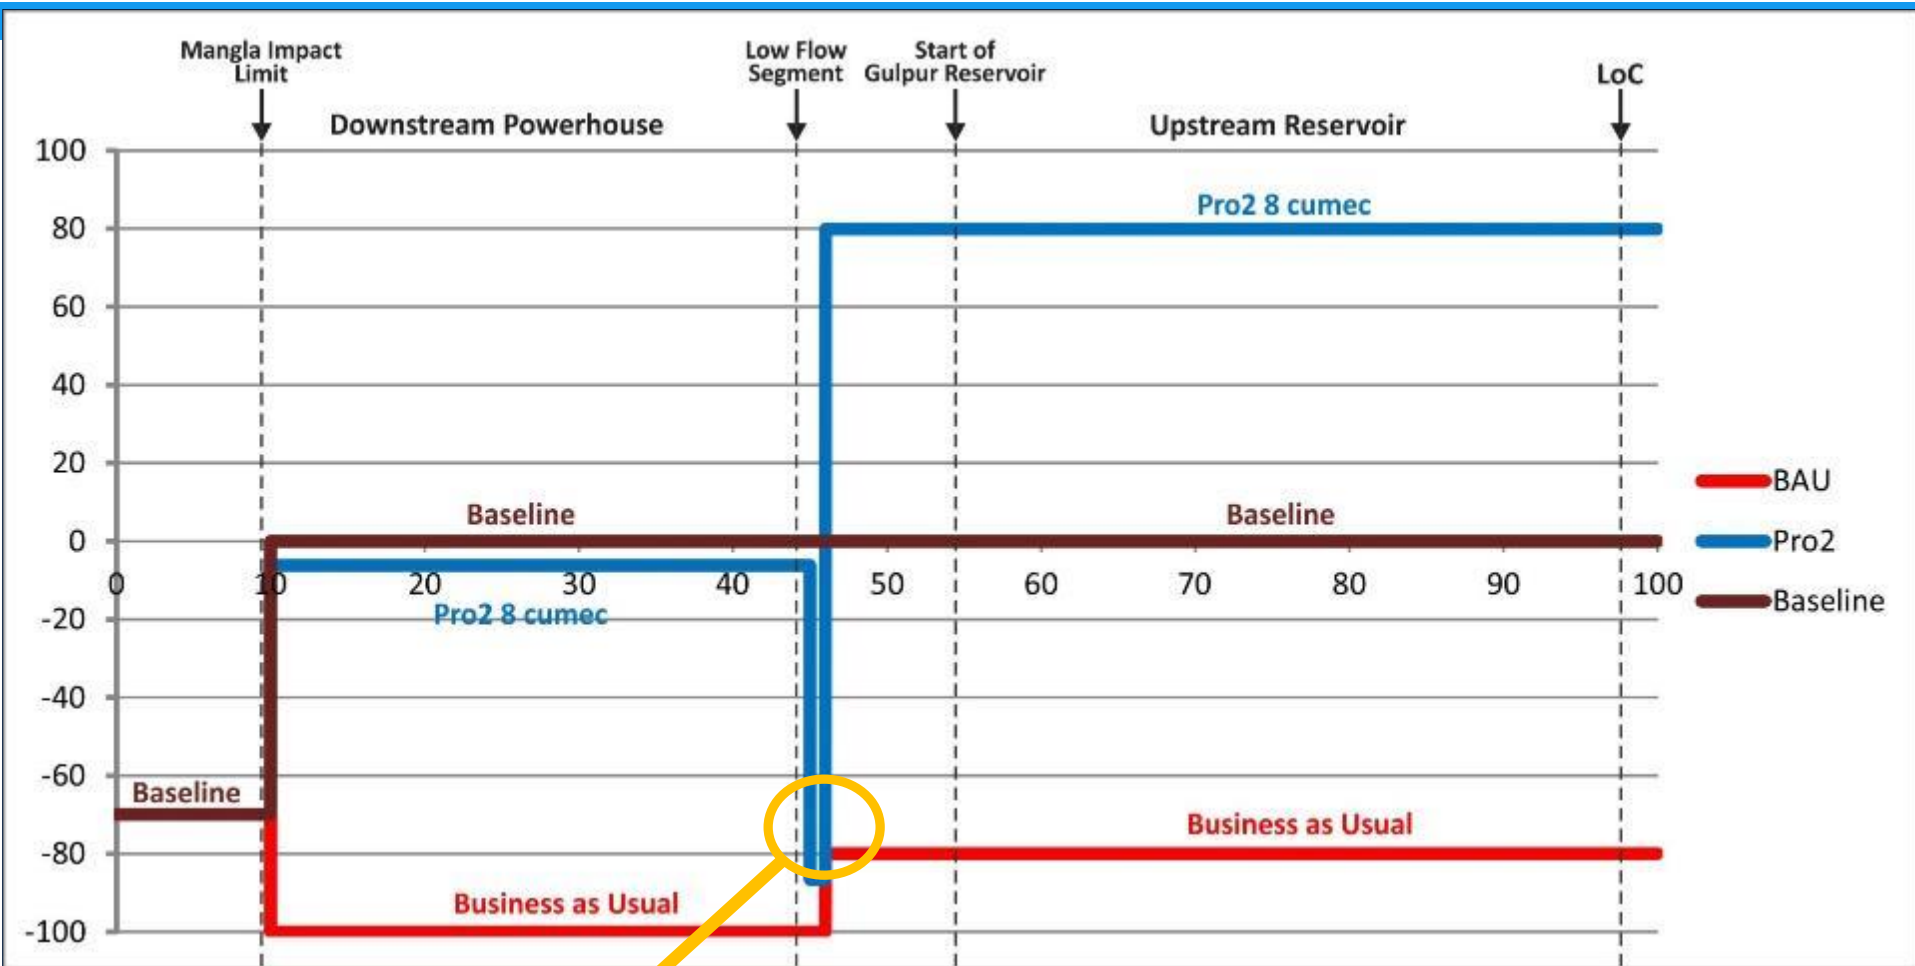 Mangla Impact
Limit
Low Flow
Segment
Start of
Gulpur Reservoir
LoC
Downstream Powerhouse
Upstream Reservoir
100
80
60
40
20
0
-20
-40
-60
-80
-100
Pro2 8 cumec
Baseline
Baseline
0
10
20
30
40
50
60
70
80
90
100
Pro2 8 cumec
Baseline
Business as Usual
Business as Usual
BAU
Pro2
Baseline